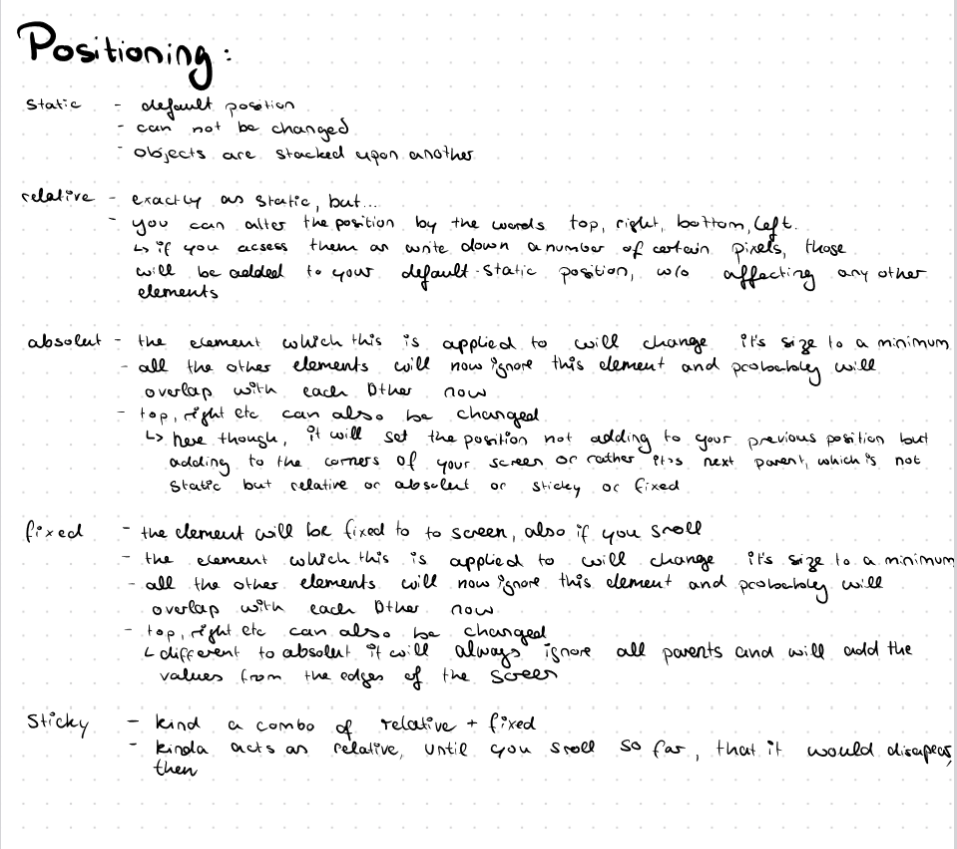 Positioning:
static - default position
- can not be changed
- objects are stacked upon another
relative - exactly as static, but...
- you can alter the position by the words top, right, bottom, left.
↳ if you acsess them an write down a number of certain pixels, those
will be added to your default static position, w/o affecting any other
elements
absolut - the element which this is applied to will change it's size to a minimum
- all the other elements will now ignore this element and probabley will
overlap with each other now
- top, right etc can also be changed
↳ here though, it will set the position not adding to your previous position but
adding to the corners of your screen or rather it's next parent, which is not
static but relative or absolut or sticky or fixed
fixed - the element will be fixed to to screen, also if you sroll
- the element which this is applied to will change it's size to a minimum
- all the other elements will now ignore this element and probabley will
overlap with each other now
- top, right etc can also be changed
↳ different to absolut it will always ignore all parents and will add the
values from the edges of the screen
Sticky - kind a combo of relative + fixed
- kinda acts as relative, until you sroll so far, that it would disapear,
then